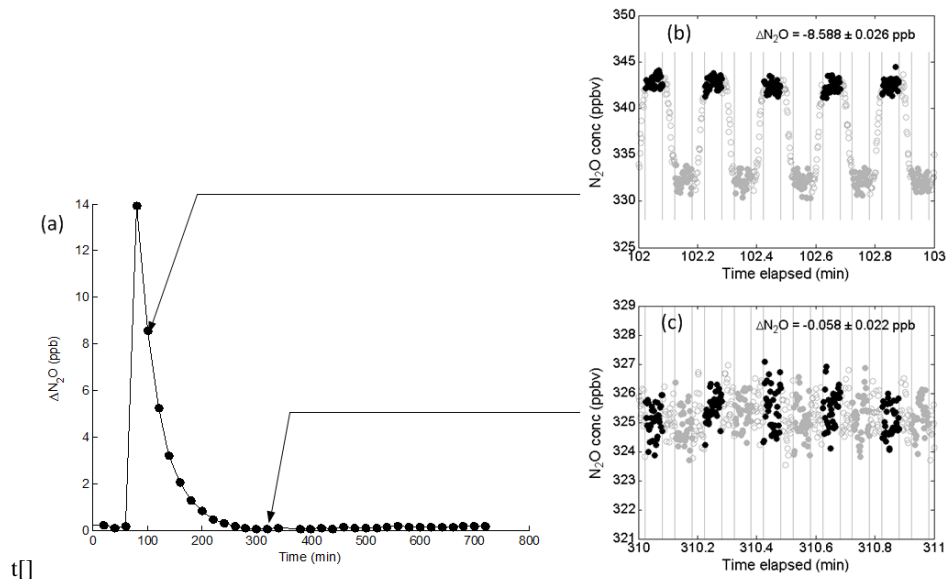 (a)
14
12
10
8
6
4
2
0
ΔN₂O (ppb)
0 100 200 300 400 500 600 700 800
Time (min)
(b)
ΔN₂O = -8.588 ± 0.026 ppb
350
345
340
335
330
325
N₂O conc (ppbv)
102 102.2 102.4 102.6 102.8 103
Time elapsed (min)
(c)
ΔN₂O = -0.058 ± 0.022 ppb
329
328
327
326
325
324
323
322
321
N₂O conc (ppbv)
310 310.2 310.4 310.6 310.8 311
Time elapsed (min)
t[]